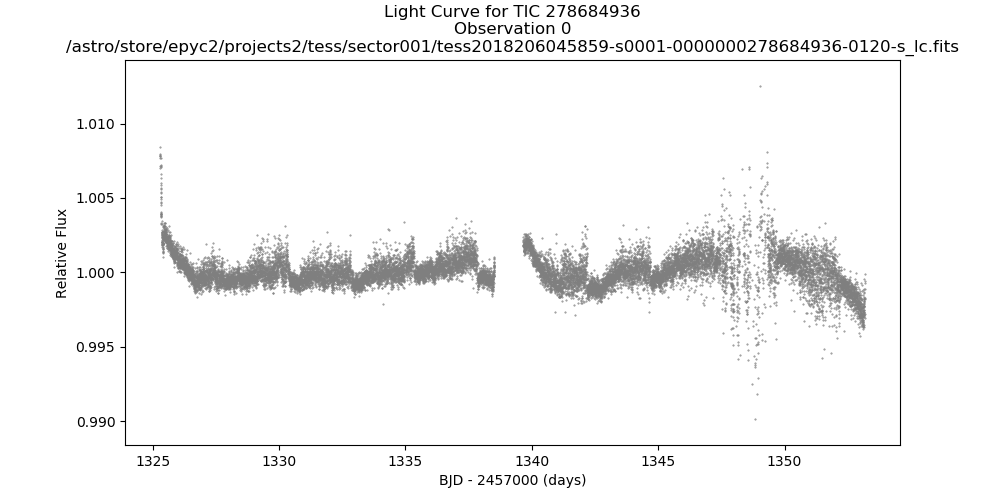 Light Curve for TIC 278684936
Observation 0
/astro/store/epyc2/projects2/tess/sector001/tess2018206045859-s0001-0000000278684936-0120-s_lc.fits
1.010
1.005
1.000
0.995
0.990
Relative Flux
1325
1330
1335
1340
1345
1350
BJD - 2457000 (days)